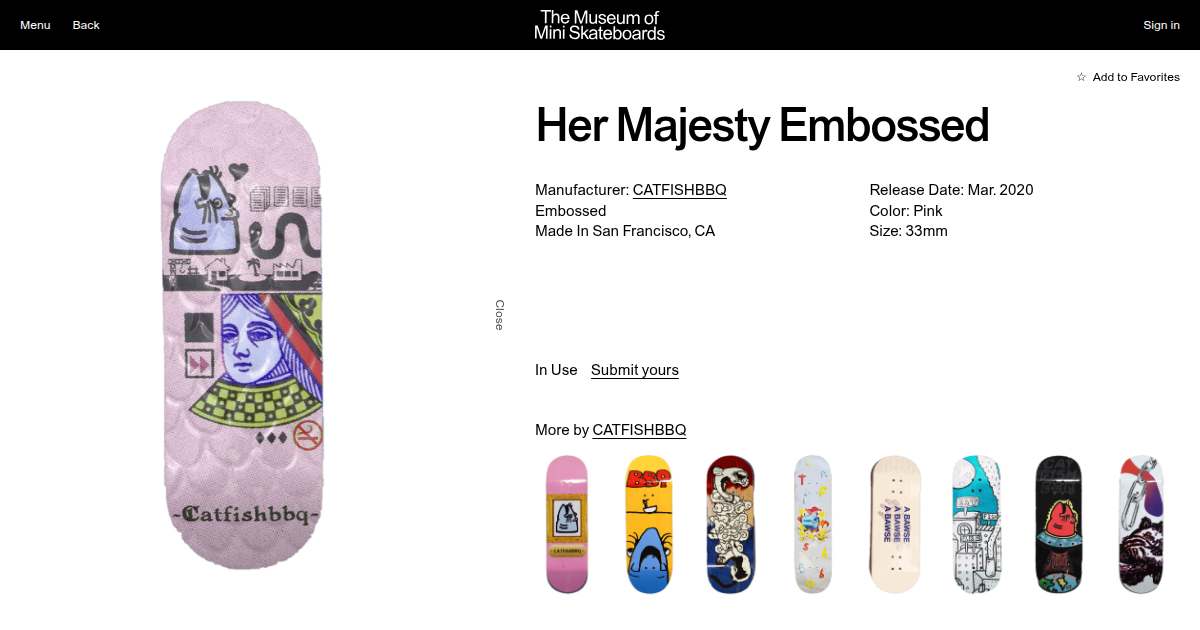 Menu
Back
The Museum of
Mini Skateboards
Sign in
☆ Add to Favorites
Her Majesty Embossed
Manufacturer: CATFISHBBQ
Embossed
Made In San Francisco, CA
Release Date: Mar. 2020
Color: Pink
Size: 33mm
-Catfishbbq-
Close
In Use
Submit yours
More by CATFISHBBQ
CATFISHBBQ
BBQ
A BAWSE
A BAWSE
A BAWSE